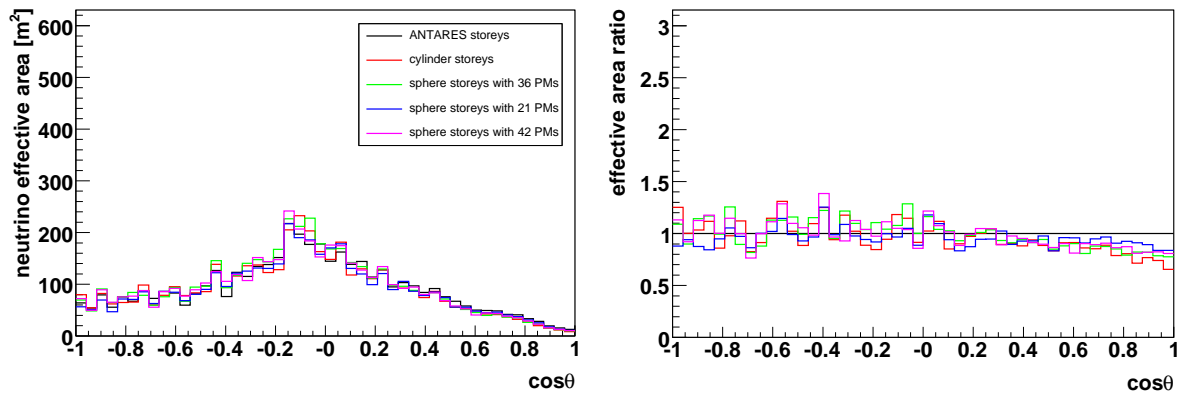 neutrino effective area [m²]
600
500
400
300
200
100
0
-1 -0.8 -0.6 -0.4 -0.2 -0 0.2 0.4 0.6 0.8 1
cosθ
ANTARES storeys
cylinder storeys
sphere storeys with 36 PMs
sphere storeys with 21 PMs
sphere storeys with 42 PMs
effective area ratio
3
2.5
2
1.5
1
0.5
0
-1 -0.8 -0.6 -0.4 -0.2 -0 0.2 0.4 0.6 0.8 1
cosθ